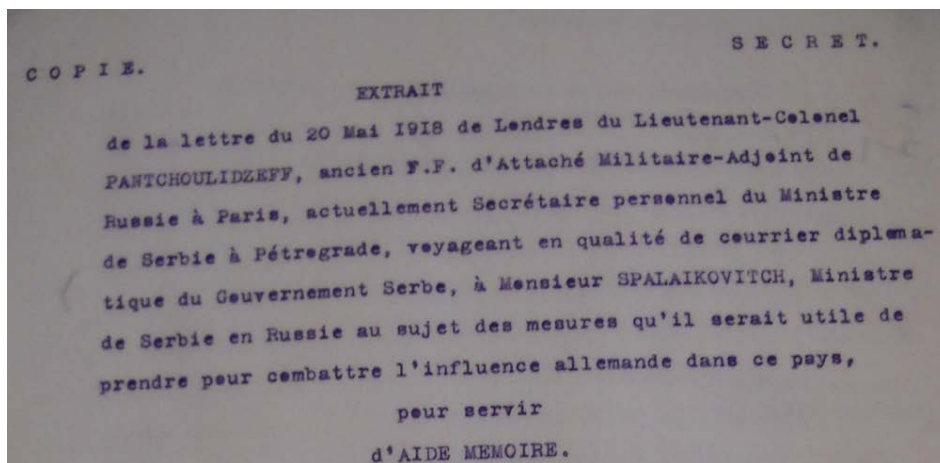 SECRET.
COPIE.
EXTRAIT
de la lettre du 20 Mai 1918 de Londres du Lieutenant-Colonel
PANTCHOULIDZEFF, ancien F.F. d'Attaché Militaire-Adjoint de
Russie à Paris, actuellement Secrétaire personnel du Ministre
de Serbie à Pétrograde, voyageant en qualité de courrier diploma-
tique du Gouvernement Serbe, à Monsieur SPALAIKOVITCH, Ministre
de Serbie en Russie au sujet des mesures qu'il serait utile de
prendre pour combattre l'influence allemande dans ce pays,
pour servir
d'AIDE MEMOIRE.